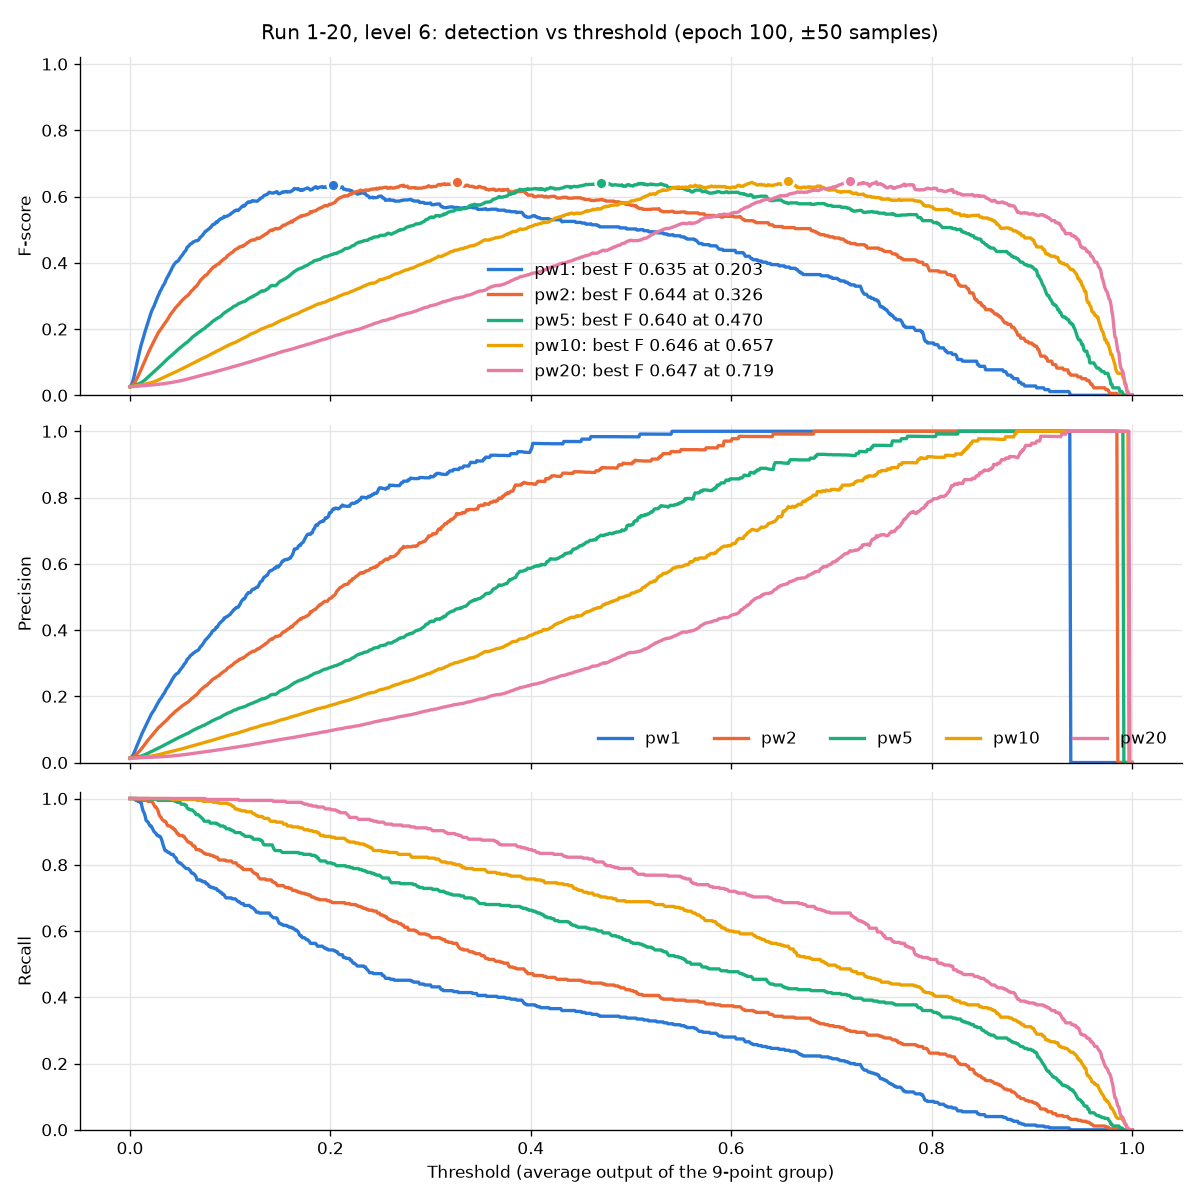 Run 1-20, level 6: detection vs threshold (epoch 100, ±50 samples)
1.0
0.8
0.6
0.4
0.2
0.0
F-score
pw1: best F 0.635 at 0.203
pw2: best F 0.644 at 0.326
pw5: best F 0.640 at 0.470
pw10: best F 0.646 at 0.657
pw20: best F 0.647 at 0.719
1.0
0.8
0.6
0.4
0.2
0.0
Precision
pw1 pw2 pw5 pw10 pw20
1.0
0.8
0.6
0.4
0.2
0.0
Recall
0.0 0.2 0.4 0.6 0.8 1.0
Threshold (average output of the 9-point group)